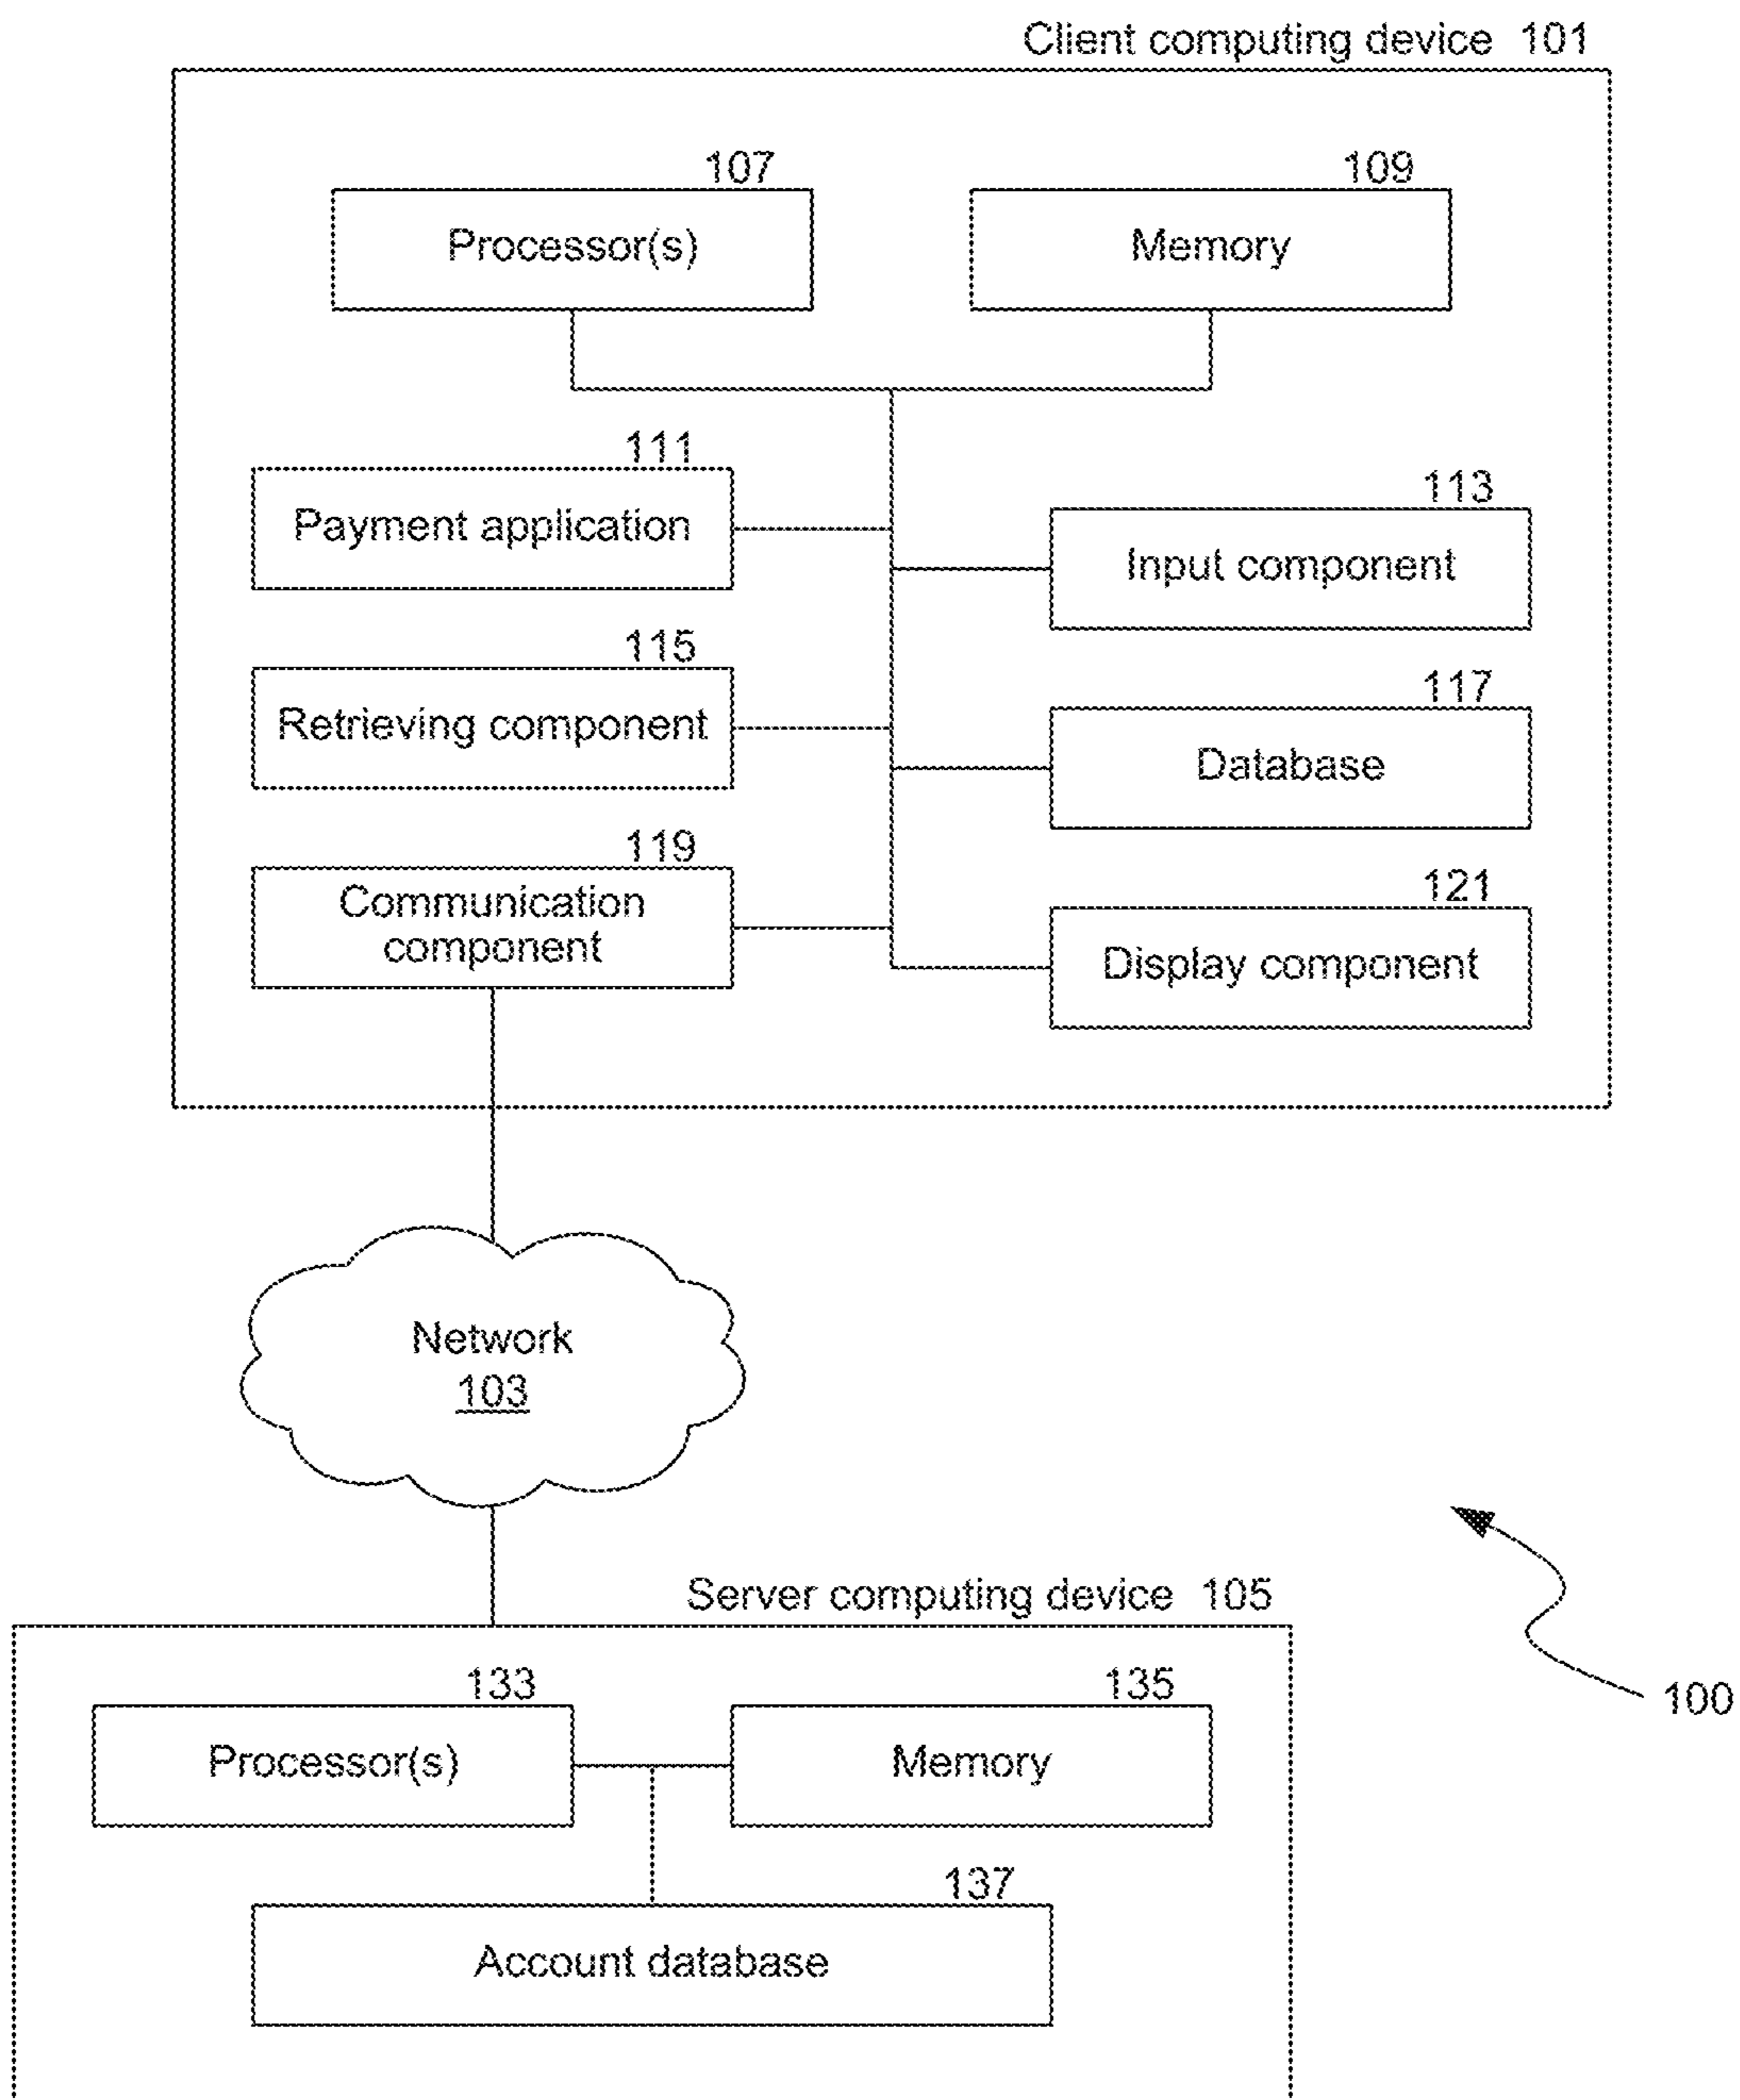 Client computing device 101
107
Processor(s)
109
Memory
111
Payment application
113
Input component
115
Retrieving component
117
Database
119
Communication
component
121
Display component
Network
103
Server computing device 105
133
Processor(s)
135
Memory
100
137
Account database